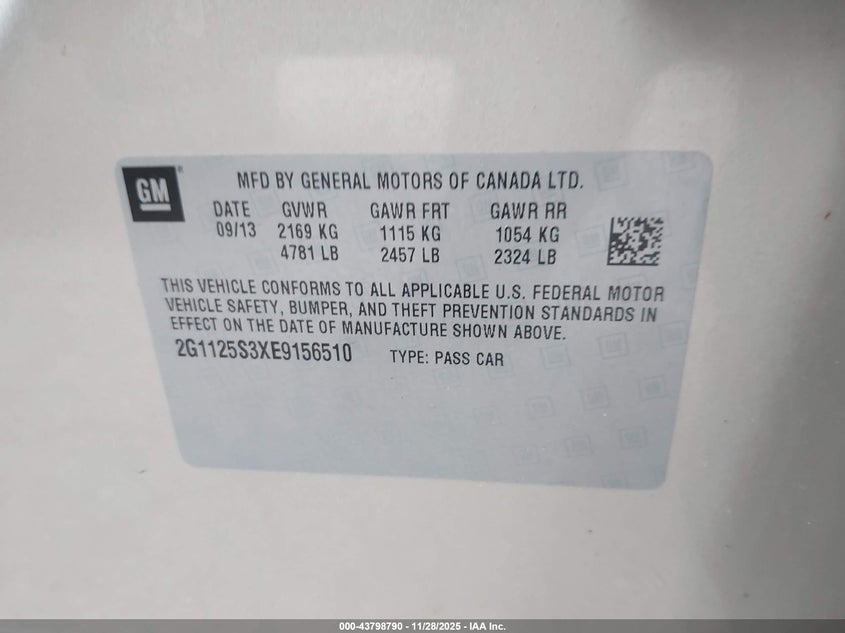 GM
MFD BY GENERAL MOTORS OF CANADA LTD.
DATE GVWR GAWR FRT GAWR RR
09/13 2169 KG 1115 KG 1054 KG
4781 LB 2457 LB 2324 LB
THIS VEHICLE CONFORMS TO ALL APPLICABLE U.S. FEDERAL MOTOR
VEHICLE SAFETY, BUMPER, AND THEFT PREVENTION STANDARDS IN
EFFECT ON THE DATE OF MANUFACTURE SHOWN ABOVE.
2G1125S3XE9156510 TYPE: PASS CAR
000-43798790 - 11/28/2025 - IAA Inc.